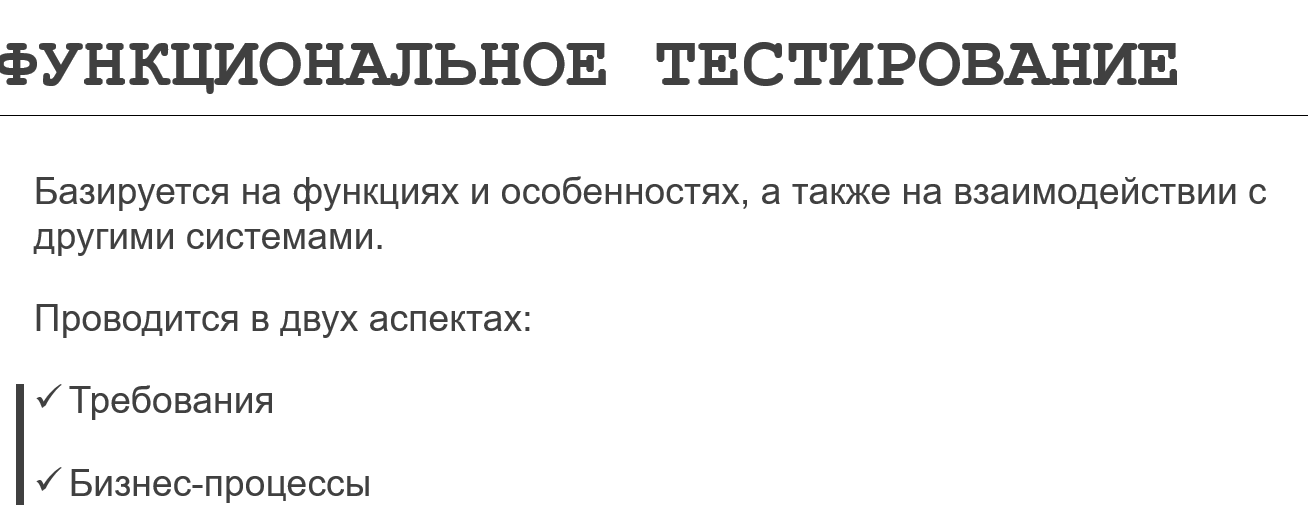 ФУНКЦИОНАЛЬНОЕ ТЕСТИРОВАНИЕ
Базируется на функциях и особенностях, а также на взаимодействии с
другими системами.
Проводится в двух аспектах:
✓ Требования
✓ Бизнес-процессы